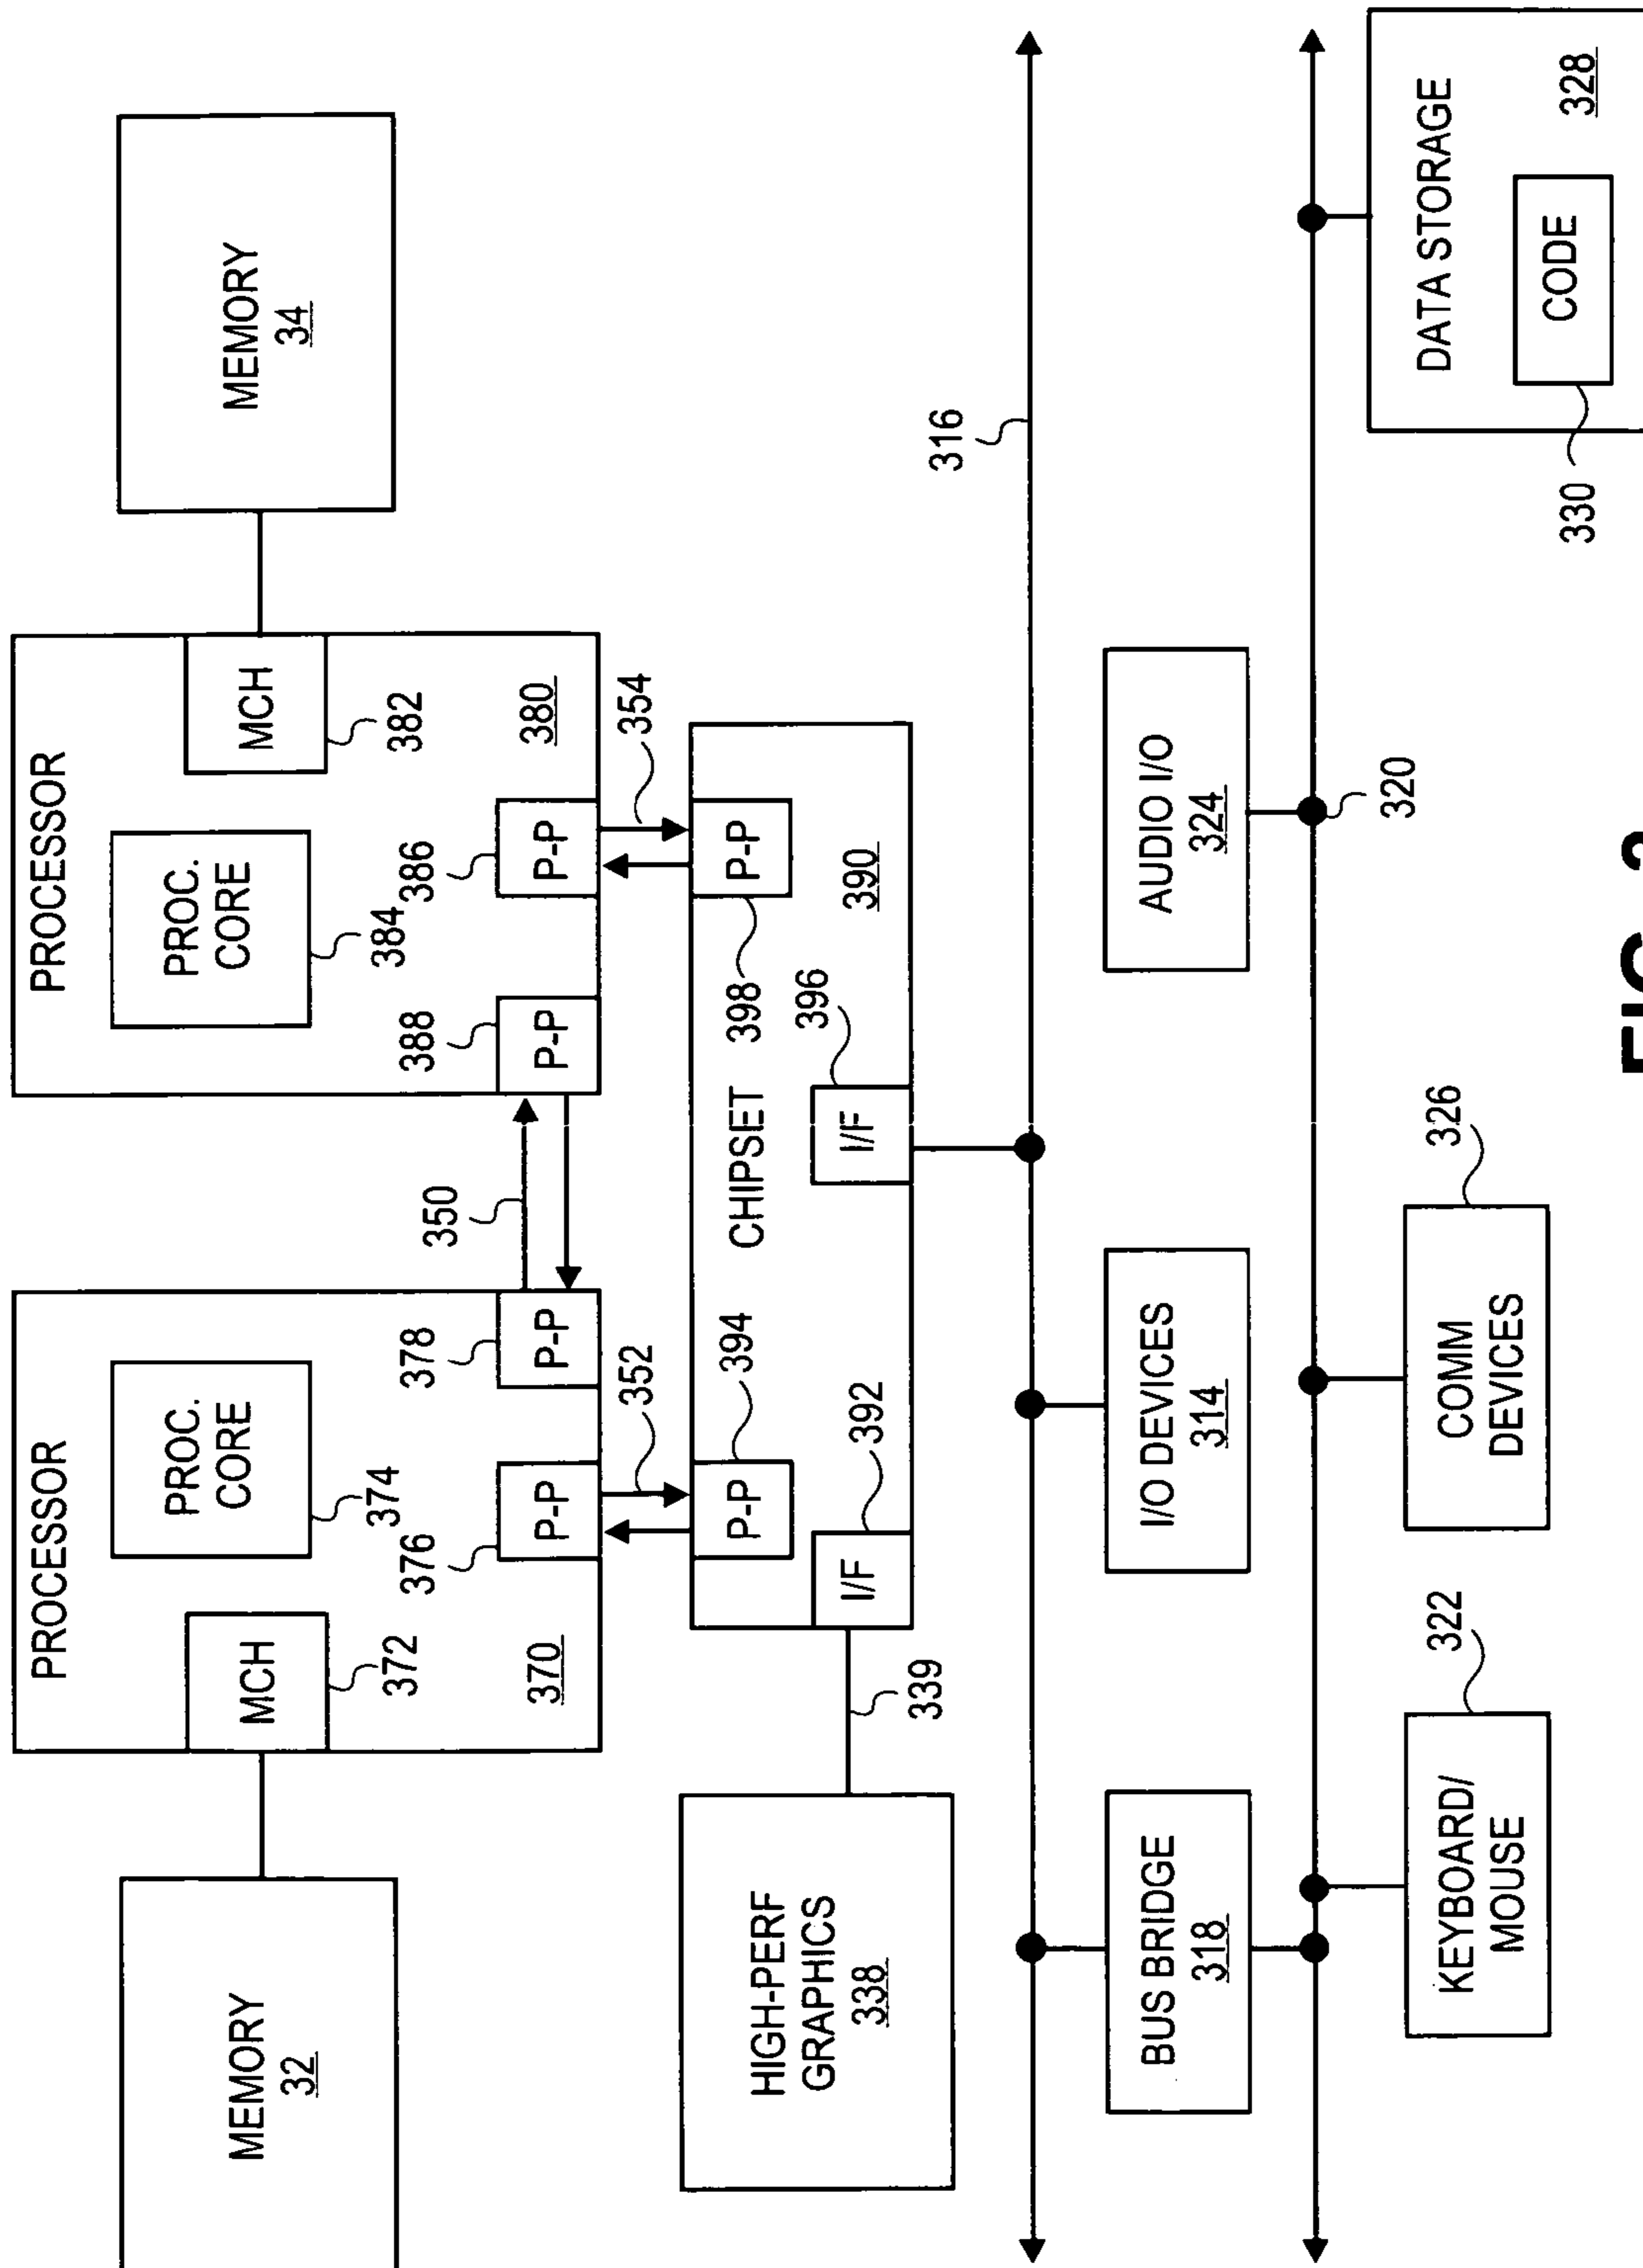 PROCESSOR
PROC.
CORE
374
MCH
372
376
P-P
378
P-P
370
MEMORY
32
350
PROCESSOR
PROC.
CORE
384
MCH
382
388
P-P
386
P-P
380
MEMORY
34
352
354
HIGH-PERF
GRAPHICS
338
339
P-P
394
CHIPSET
398
P-P
I/F
392
I/F
396
390
316
BUS BRIDGE
318
I/O DEVICES
314
AUDIO I/O
324
320
KEYBOARD/
MOUSE
322
COMM
DEVICES
326
DATA STORAGE
328
CODE
330
FIG.